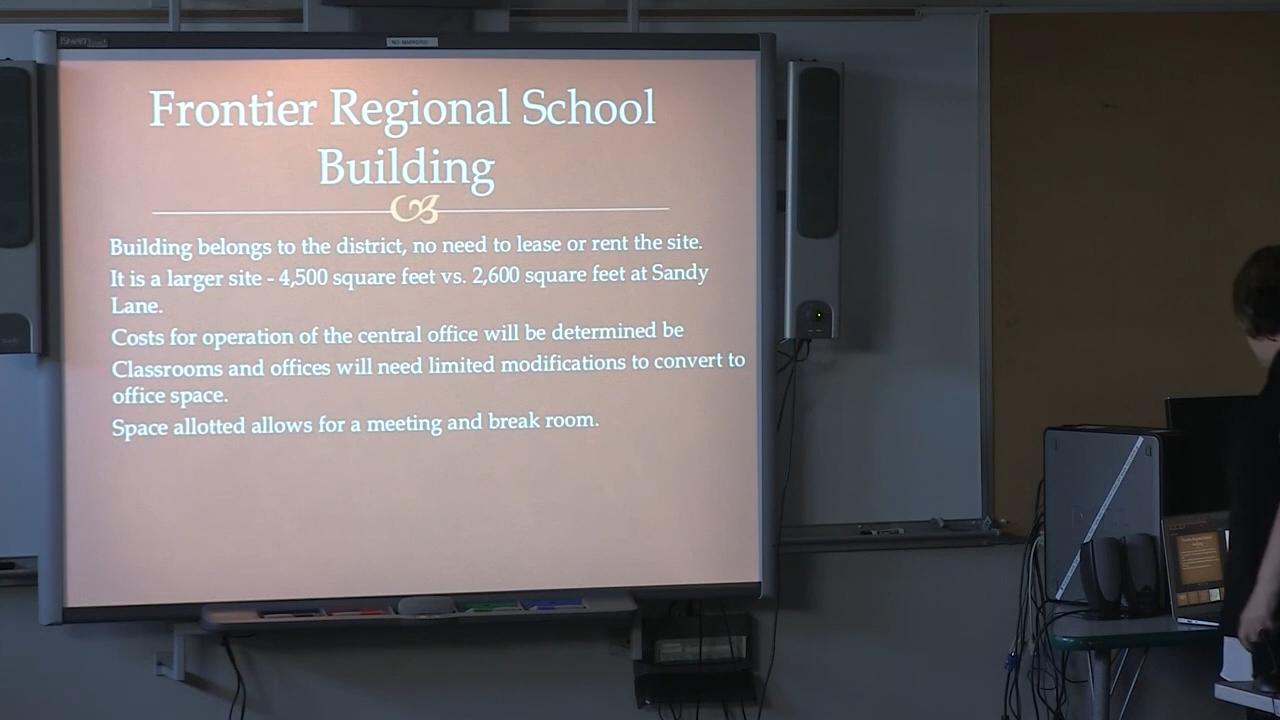 NO MARKERS!
Frontier Regional School
Building
Building belongs to the district, no need to lease or rent the site.
It is a larger site - 4,500 square feet vs. 2,600 square feet at Sandy
Lane.
Costs for operation of the central office will be determined be
Classrooms and offices will need limited modifications to convert to
office space.
Space allotted allows for a meeting and break room.